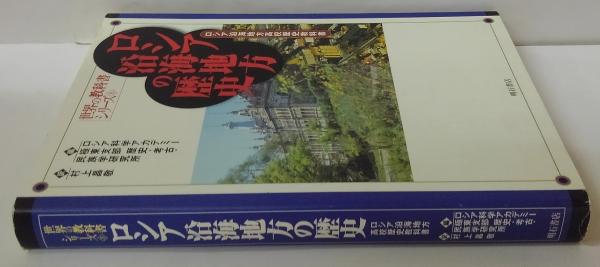 ロシア沿海地方高校歴史教科書
ロシア
沿海地方
の歴史
世界の教科書
シリーズ
ロシア科学アカデミー
極東支部 歴史・考古・
民族学研究所
村上昌敬
明石書店
世界の教科書
シリーズ
ロシア沿海地方の歴史
ロシア沿海地方
高校歴史教科書
ロシア科学アカデミー
極東支部 歴史・考古・
民族学研究所
村上昌敬
明石書店